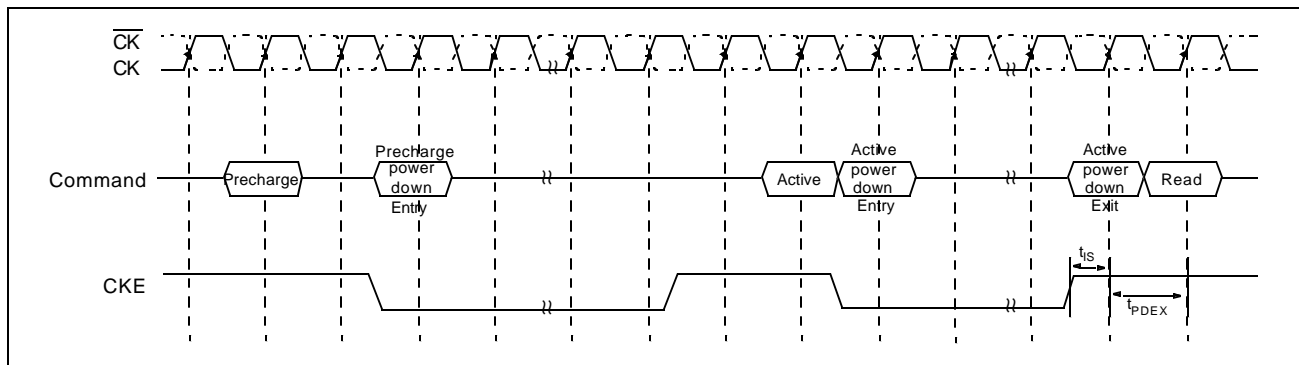 CK
CK
Command
Precharge
Precharge
power
down
Entry
Active
Active
power
down
Entry
Active
power
down
Exit
Read
CKE
tIS
tPDEX